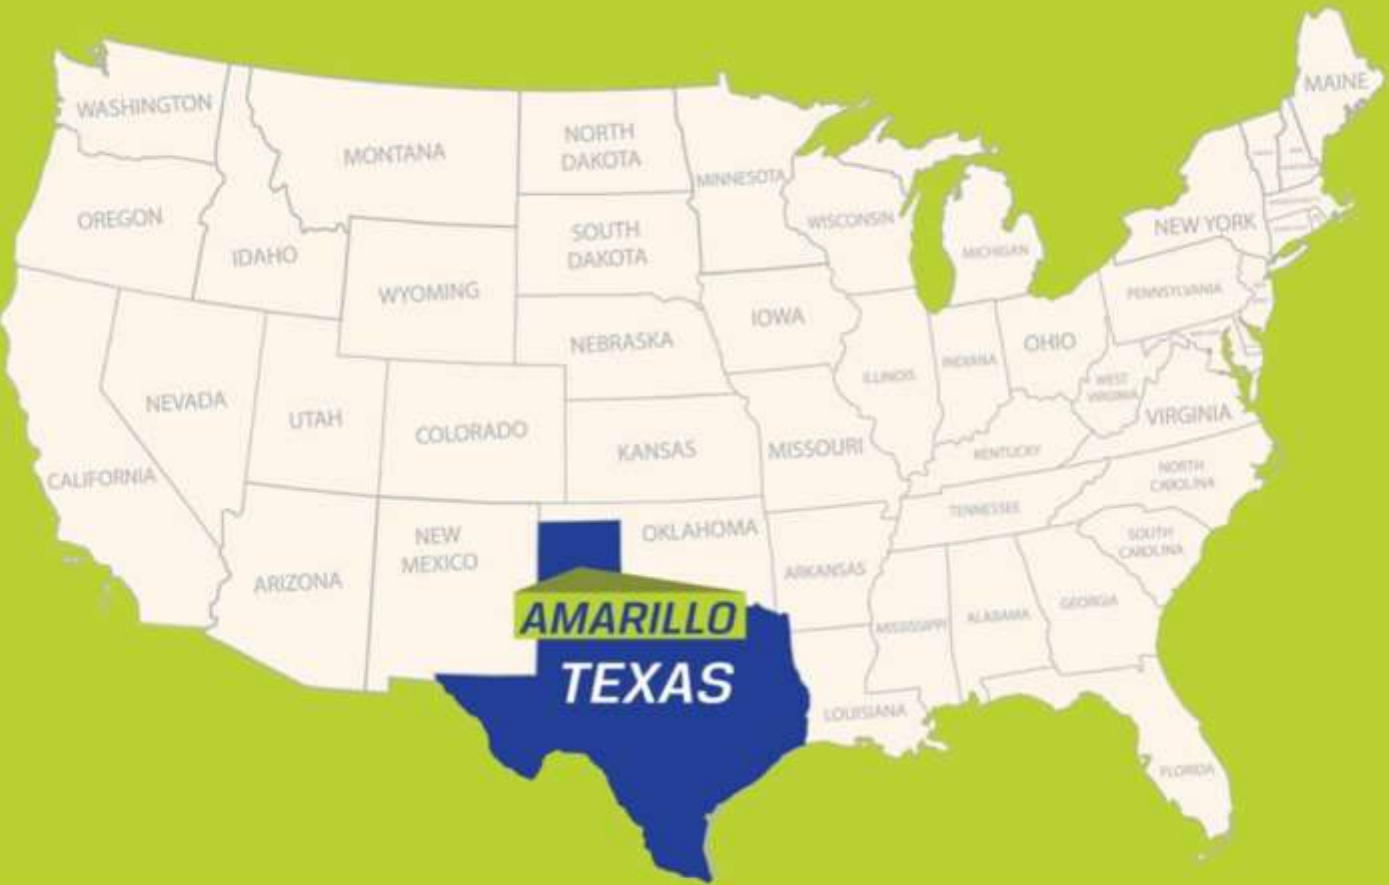 WASHINGTON
MONTANA
NORTH
DAKOTA
MINNESOTA
MAINE
OREGON
IDAHO
WYOMING
SOUTH
DAKOTA
WISCONSIN
MICHIGAN
NEW YORK
PENNSYLVANIA
NEBRASKA
IOWA
ILLINOIS
INDIANA
OHIO
WEST
VIRGINIA
VIRGINIA
NEVADA
UTAH
COLORADO
KANSAS
MISSOURI
KENTUCKY
CALIFORNIA
NORTH
CAROLINA
TENNESSEE
SOUTH
CAROLINA
ARIZONA
NEW
MEXICO
OKLAHOMA
ARKANSAS
MISSISSIPPI
ALABAMA
GEORGIA
AMARILLO
TEXAS
LOUISIANA
FLORIDA